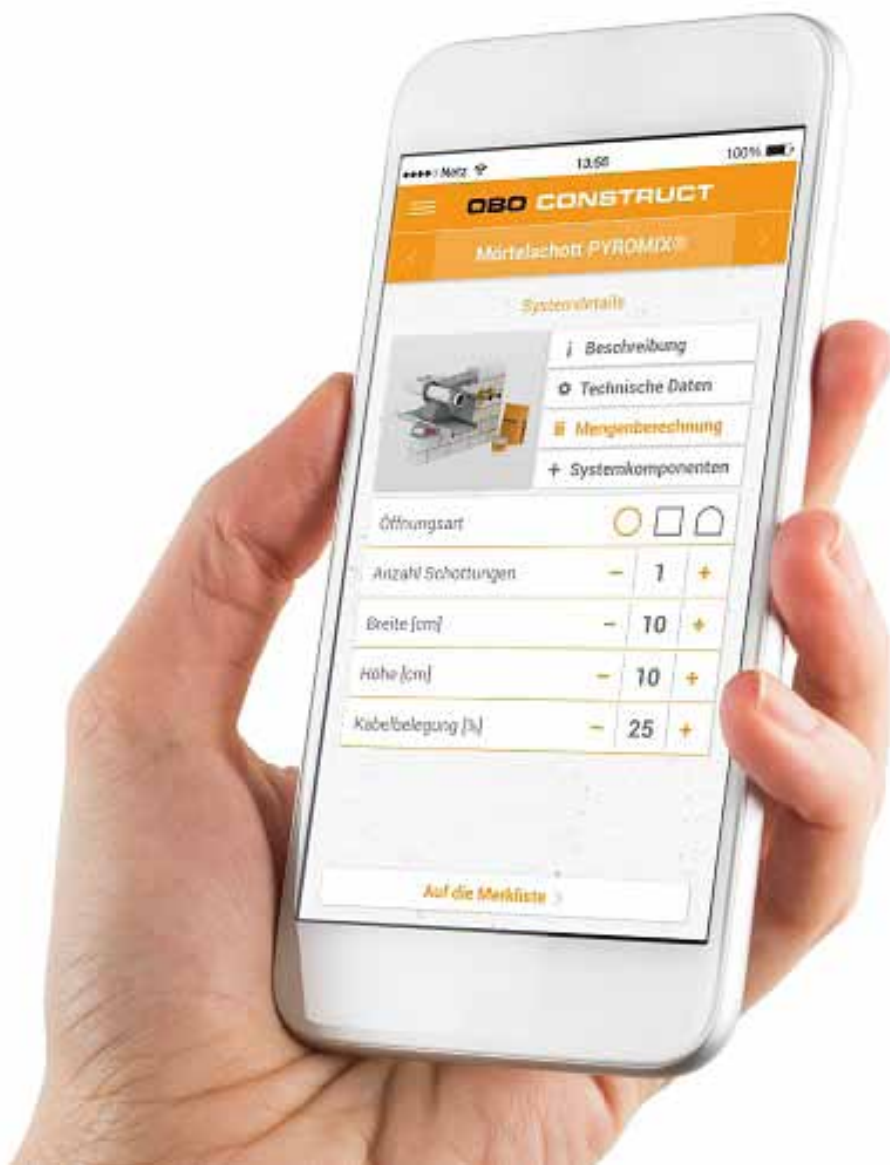 Netz 13:55 100%
OBO CONSTRUCT
Mörtelschott PYROMIX®
Systemdetails
i Beschreibung
Technische Daten
Mengenberechnung
+ Systemkomponenten
Öffnungsart
Anzahl Schottungen − 1 +
Breite [cm] − 10 +
Höhe [cm] − 10 +
Kabelbelegung [%] − 25 +
Auf die Merkliste >